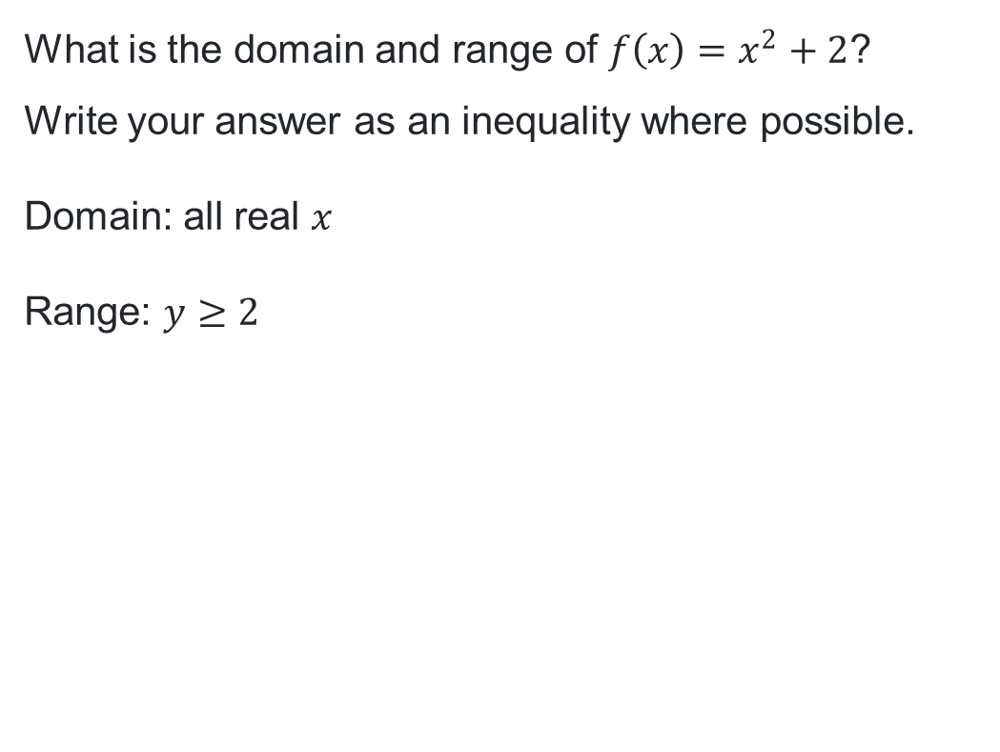 What is the domain and range of f(x) = x² + 2?
Write your answer as an inequality where possible.
Domain: all real x
Range: y ≥ 2